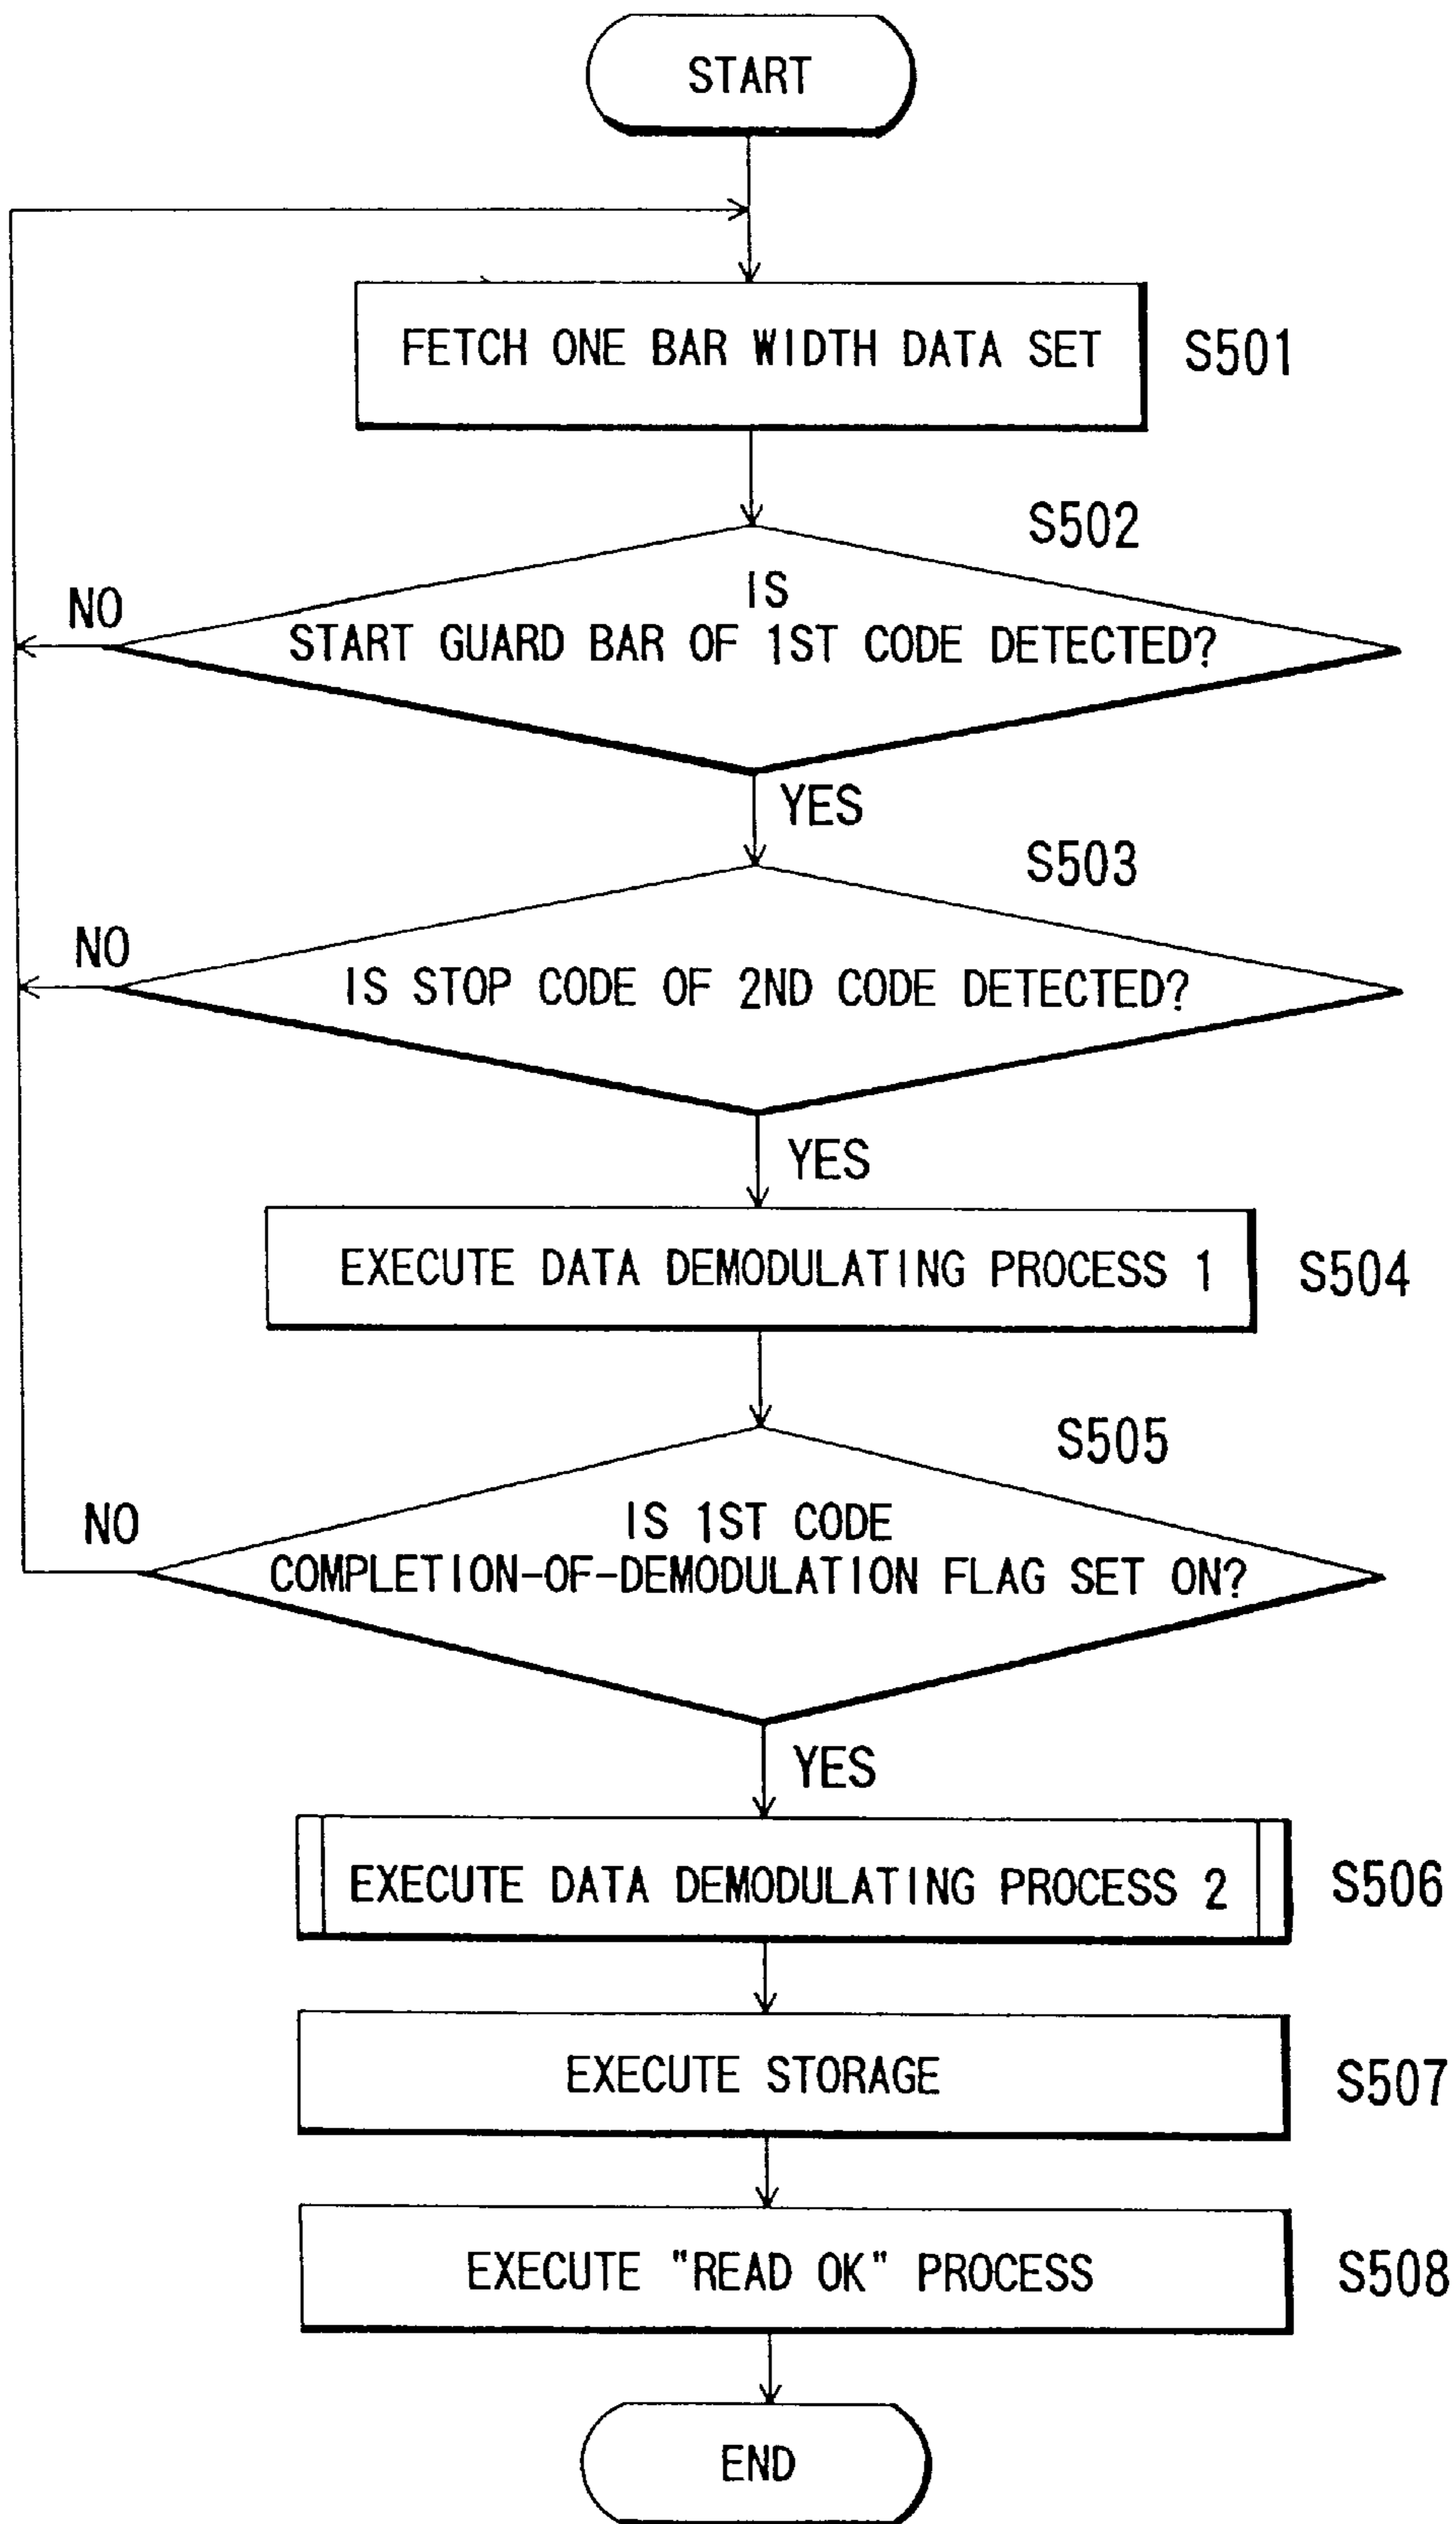 START
FETCH ONE BAR WIDTH DATA SET
S501
S502
IS
START GUARD BAR OF 1ST CODE DETECTED?
NO
YES
S503
IS STOP CODE OF 2ND CODE DETECTED?
NO
YES
EXECUTE DATA DEMODULATING PROCESS 1
S504
S505
IS 1ST CODE
COMPLETION-OF-DEMODULATION FLAG SET ON?
NO
YES
EXECUTE DATA DEMODULATING PROCESS 2
S506
EXECUTE STORAGE
S507
EXECUTE "READ OK" PROCESS
S508
END